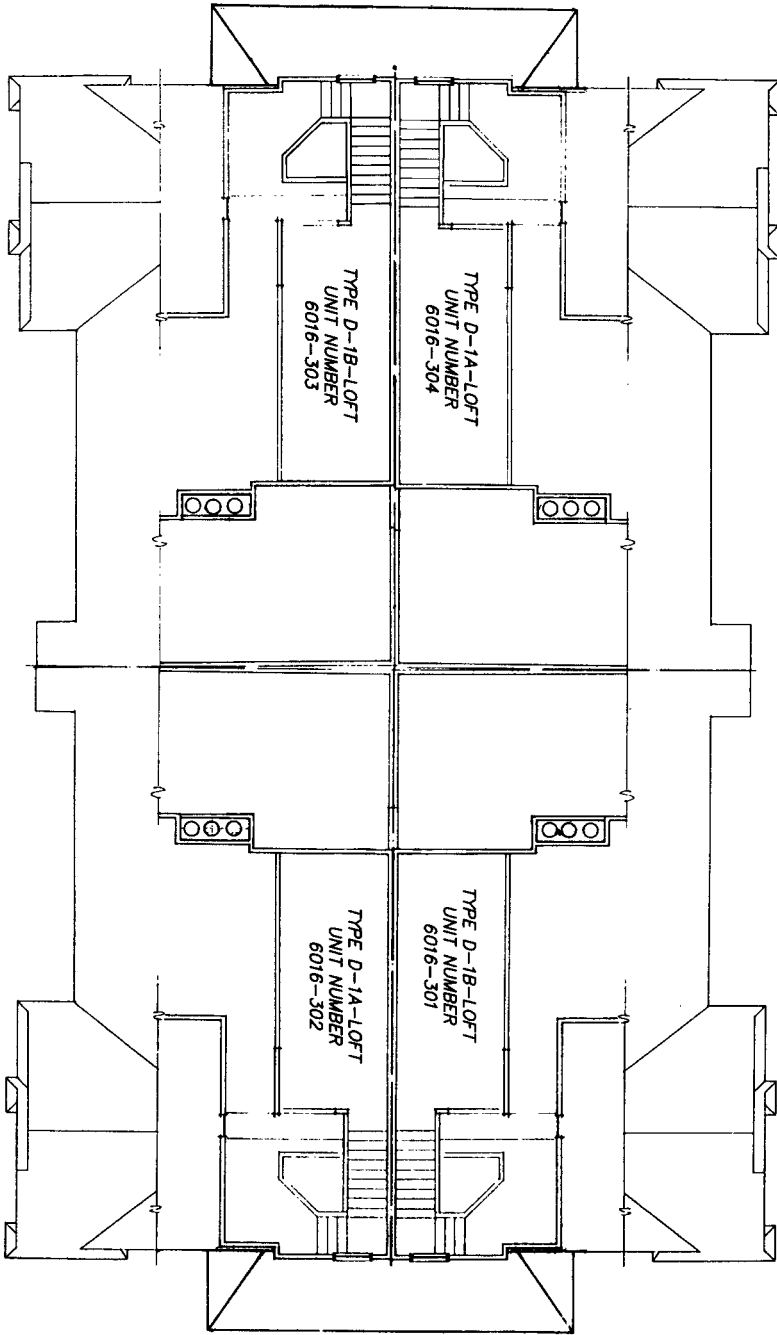 TYPE D-1A-LOFT
UNIT NUMBER
6016-304
TYPE D-1B-LOFT
UNIT NUMBER
6016-301
TYPE D-1B-LOFT
UNIT NUMBER
6016-303
TYPE D-1A-LOFT
UNIT NUMBER
6016-302